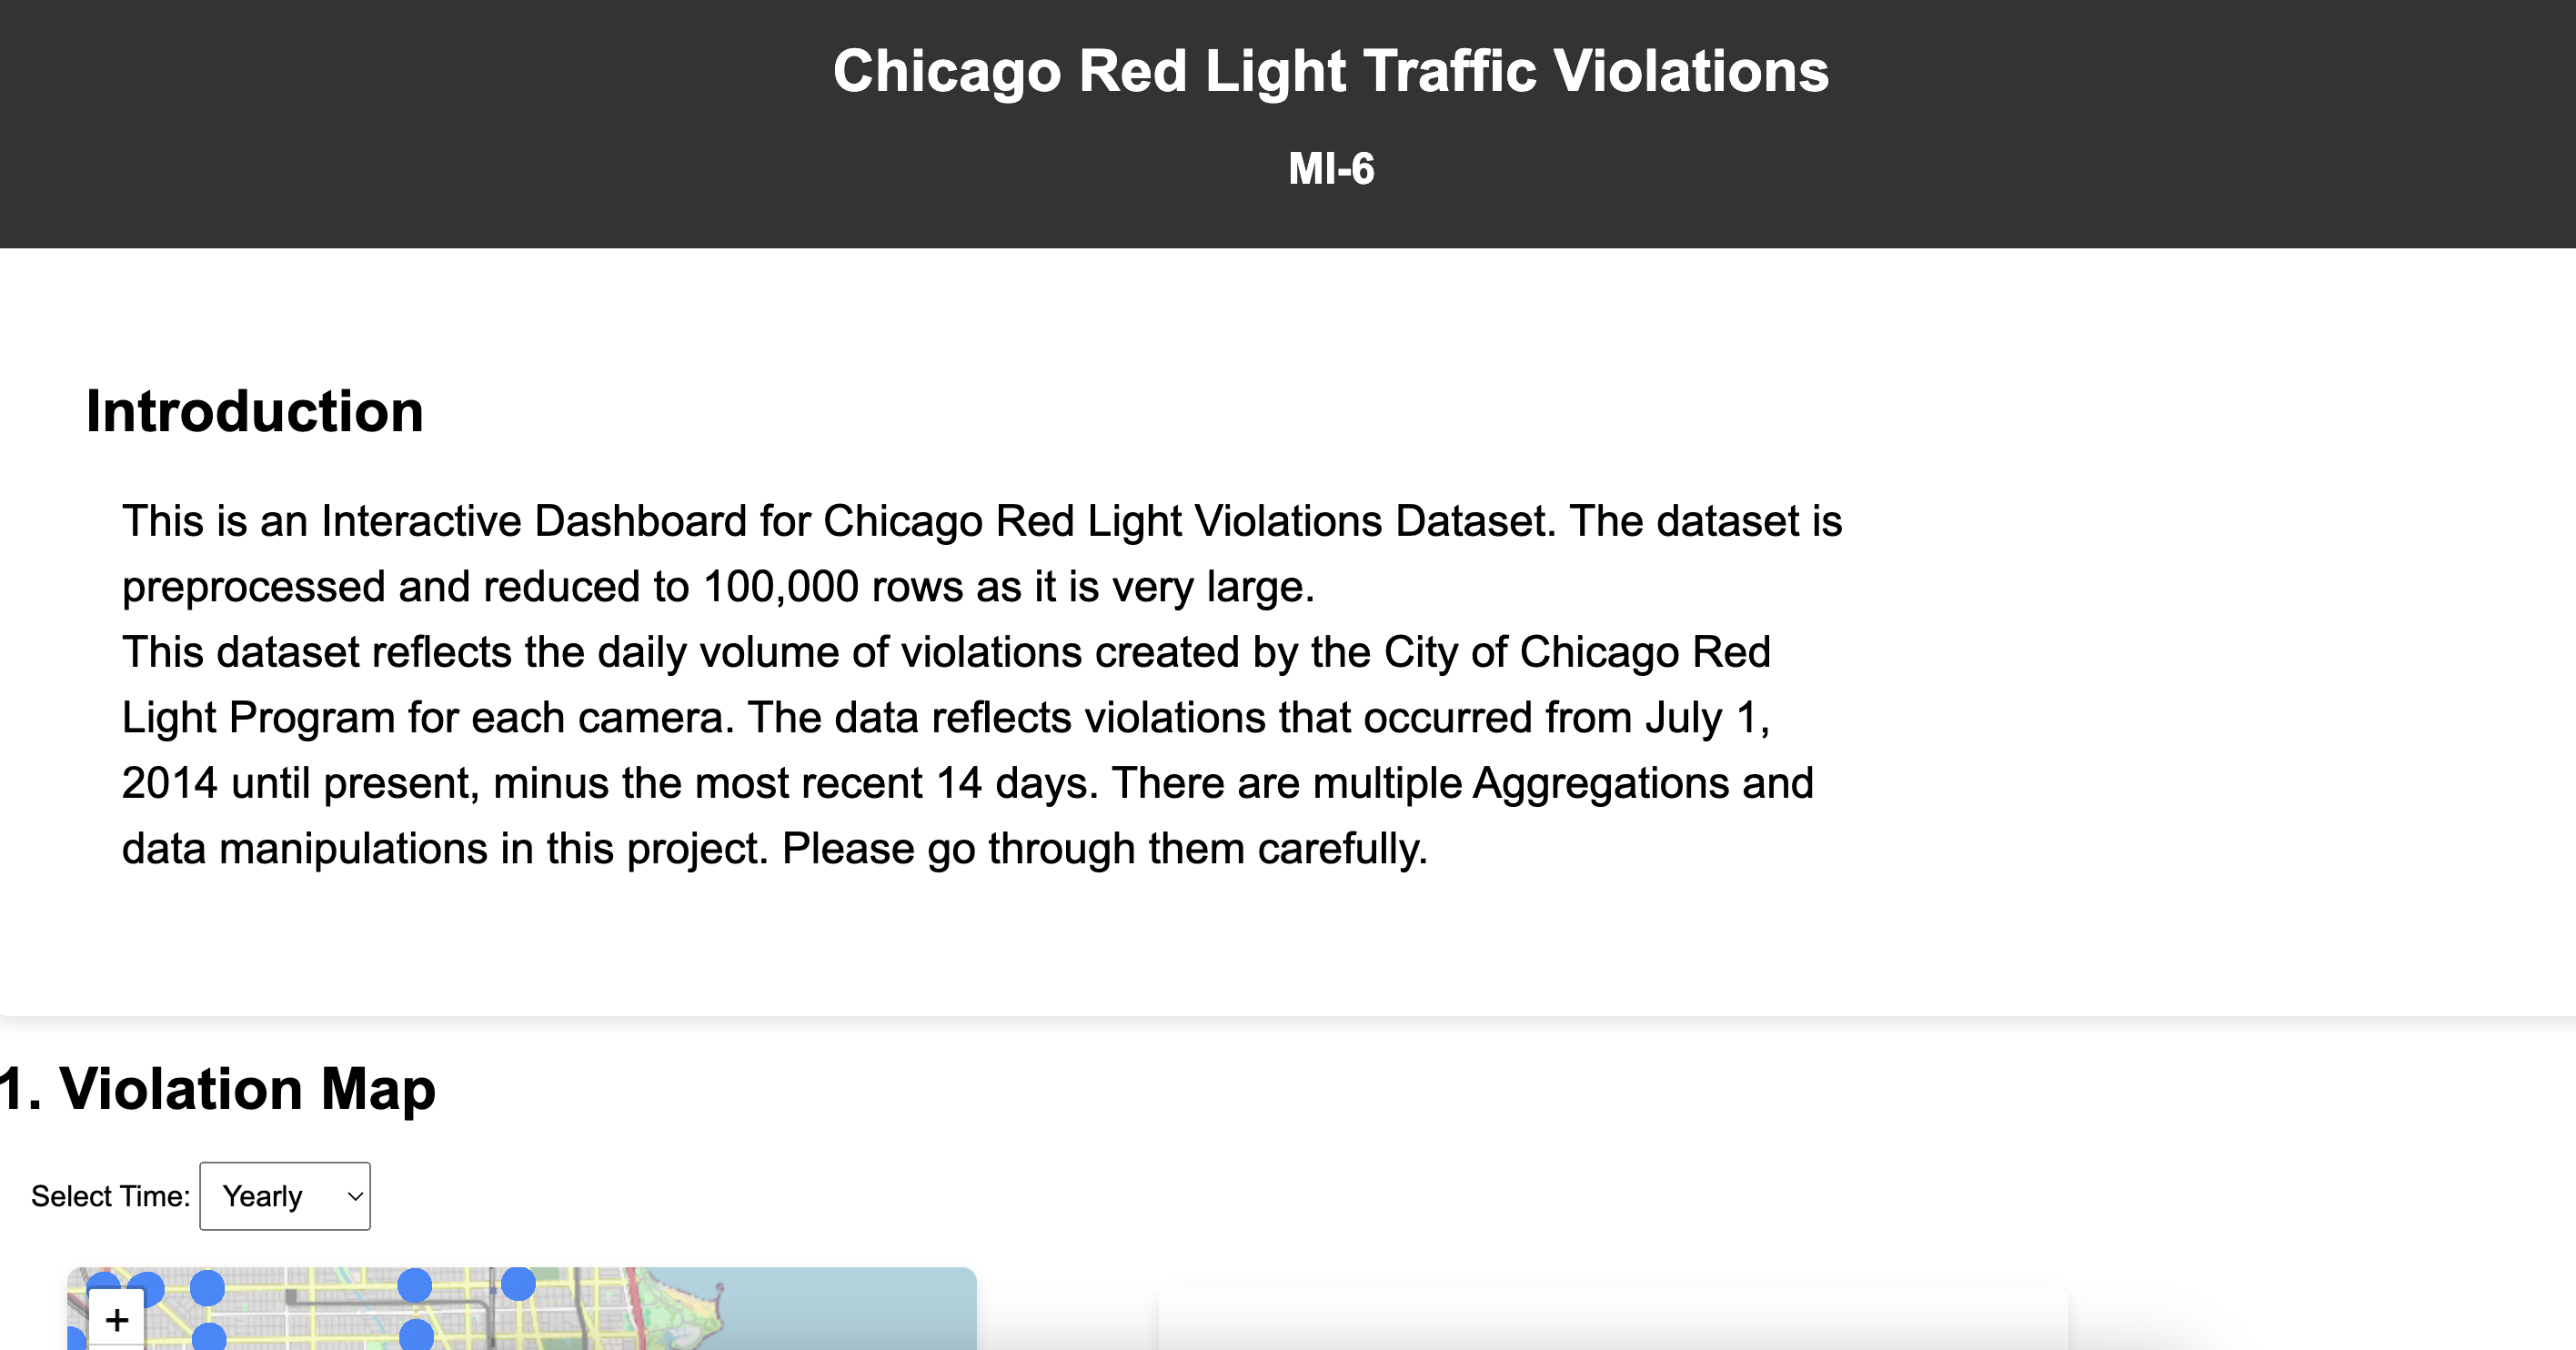 Chicago Red Light Traffic Violations
MI-6
Introduction
This is an Interactive Dashboard for Chicago Red Light Violations Dataset. The dataset is
preprocessed and reduced to 100,000 rows as it is very large.
This dataset reflects the daily volume of violations created by the City of Chicago Red
Light Program for each camera. The data reflects violations that occurred from July 1,
2014 until present, minus the most recent 14 days. There are multiple Aggregations and
data manipulations in this project. Please go through them carefully.
1. Violation Map
Select Time: Yearly
+